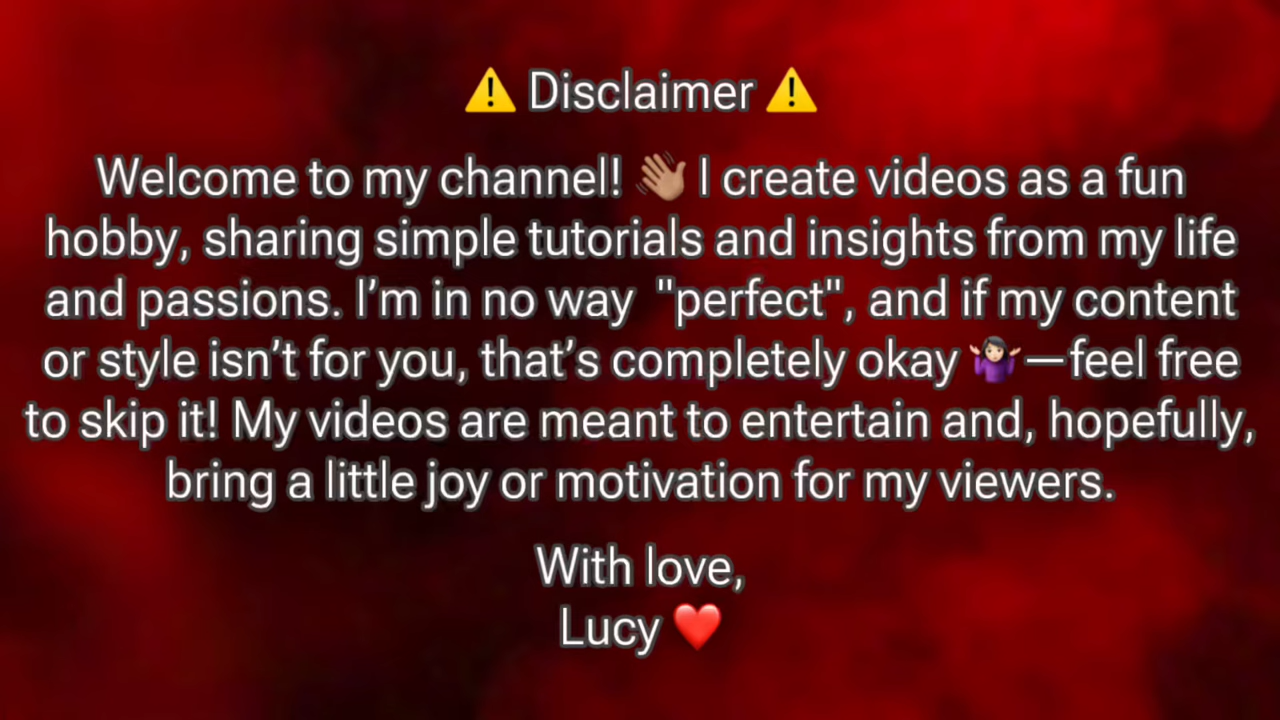 ⚠️ Disclaimer ⚠️
Welcome to my channel! 👋🏽 I create videos as a fun
hobby, sharing simple tutorials and insights from my life
and passions. I’m in no way  "perfect", and if my content
or style isn’t for you, that’s completely okay 🤷🏻‍♀️—feel free
to skip it! My videos are meant to entertain and, hopefully,
bring a little joy or motivation for my viewers.
With love,
Lucy ❤️